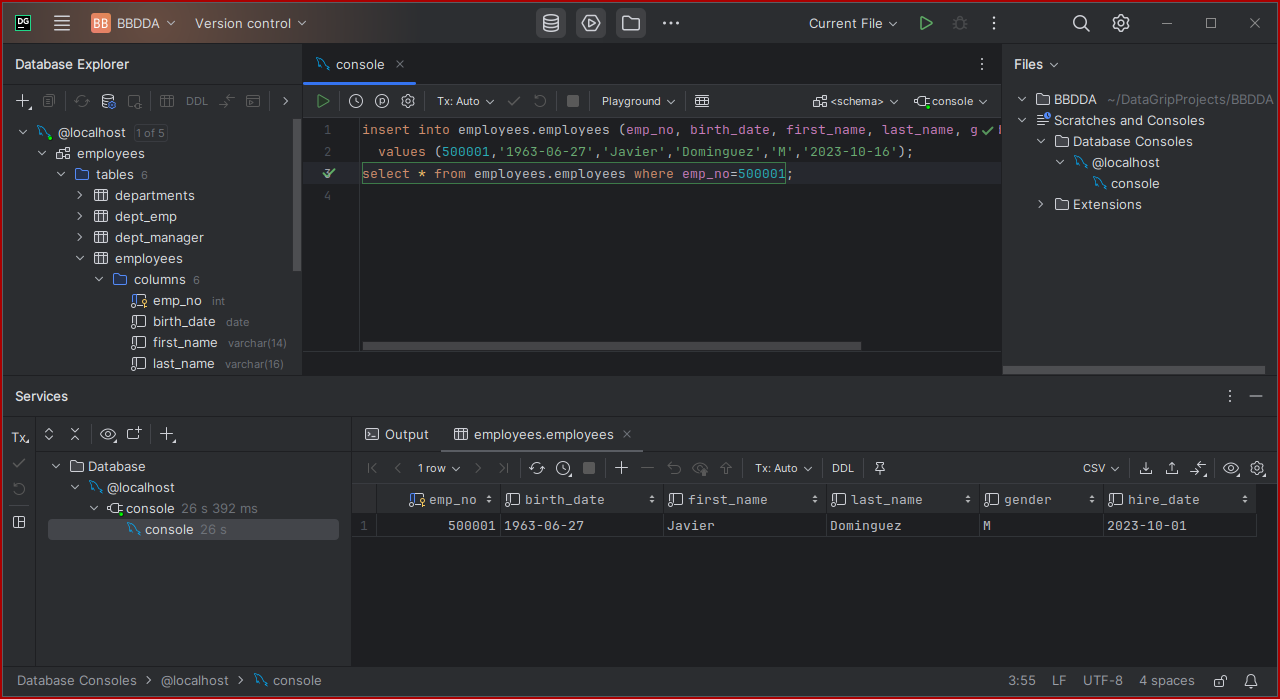 DG BB BBDDA Version control Current File
Database Explorer
console
Files
DDL
Tx: Auto Playground <schema> console
@localhost 1 of 5
employees
tables 6
departments
dept_emp
dept_manager
employees
columns 6
emp_no int
birth_date date
first_name varchar(14)
last_name varchar(16)
1 insert into employees.employees (emp_no, birth_date, first_name, last_name, g
2 values (500001,'1963-06-27','Javier','Dominguez','M','2023-10-16');
3 select * from employees.employees where emp_no=500001;
4
BBDDA ~/DataGripProjects/BBDDA
Scratches and Consoles
Database Consoles
@localhost
console
Extensions
Services
Tx
Database
@localhost
console 26 s 392 ms
console 26 s
Output employees.employees
1 row Tx: Auto DDL CSV
emp_no birth_date first_name last_name gender hire_date
1 500001 1963-06-27 Javier Dominguez M 2023-10-01
Database Consoles @localhost console 3:55 LF UTF-8 4 spaces